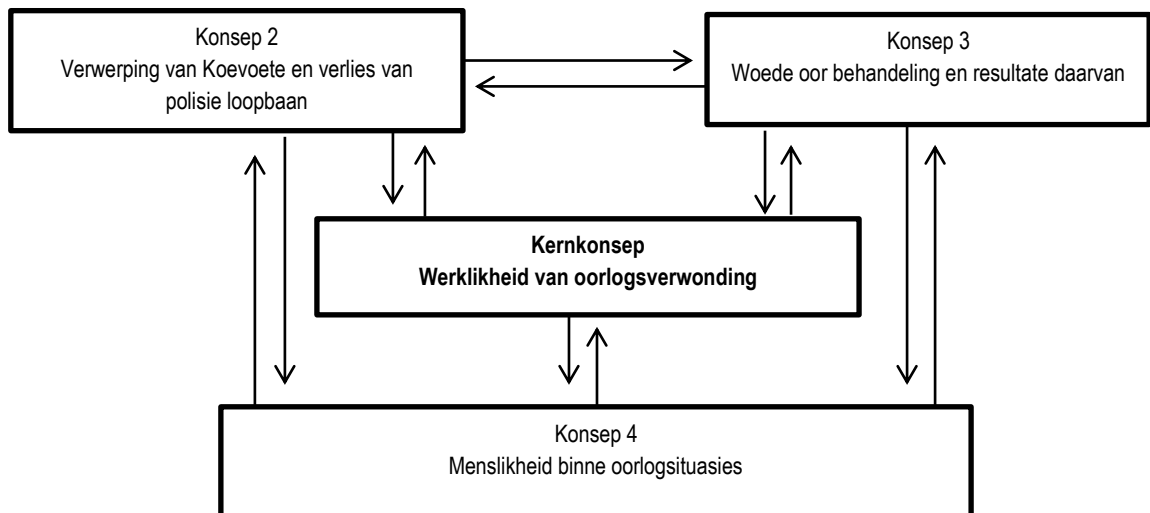 Konsep 2
Verwerping van Koevoete en verlies van
polisie loopbaan
Konsep 3
Woede oor behandeling en resultate daarvan
Kernkonsep
Werklikheid van oorlogsverwonding
Konsep 4
Menslikheid binne oorlogsituasies